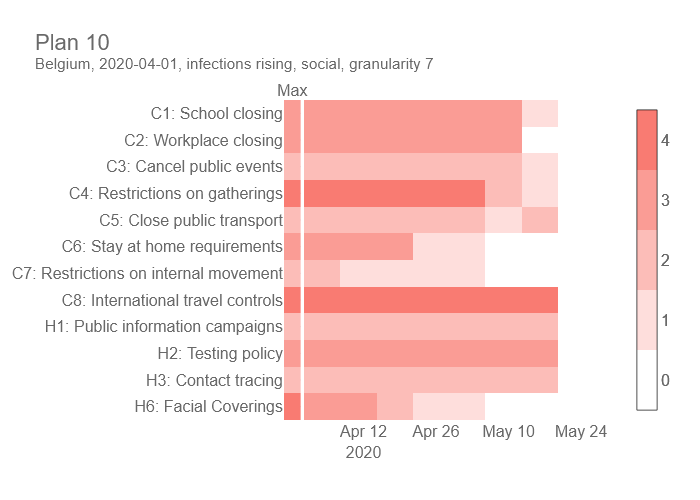 Plan 10
Belgium, 2020-04-01, infections rising, social, granularity 7
Max
C1: School closing
C2: Workplace closing
C3: Cancel public events
C4: Restrictions on gatherings
C5: Close public transport
C6: Stay at home requirements
C7: Restrictions on internal movement
C8: International travel controls
H1: Public information campaigns
H2: Testing policy
H3: Contact tracing
H6: Facial Coverings
4
3
2
1
0
Apr 12 Apr 26 May 10 May 24
2020